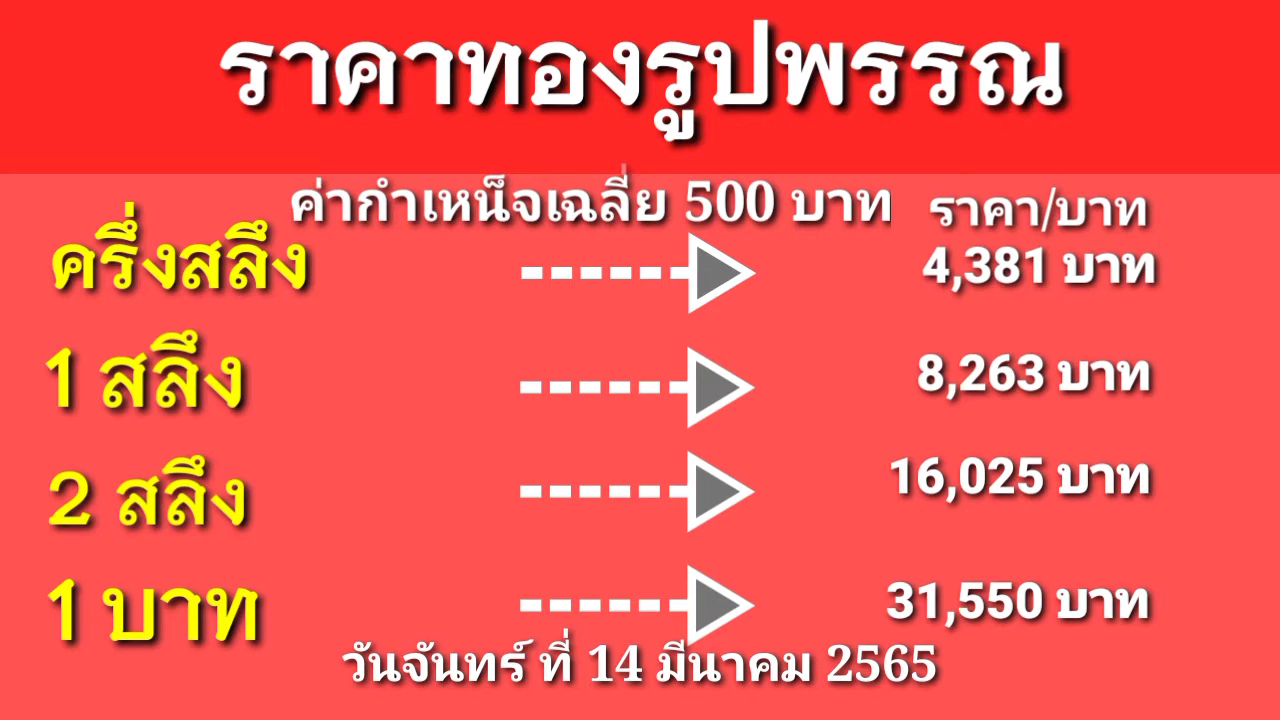 ราคาทองรูปพรรณ
ค่ากำเหน็จเฉลี่ย 500 บาท ราคา/บาท
ครึ่งสลึง 4,381 บาท
1 สลึง 8,263 บาท
2 สลึง 16,025 บาท
1 บาท 31,550 บาท
วันจันทร์ ที่ 14 มีนาคม 2565